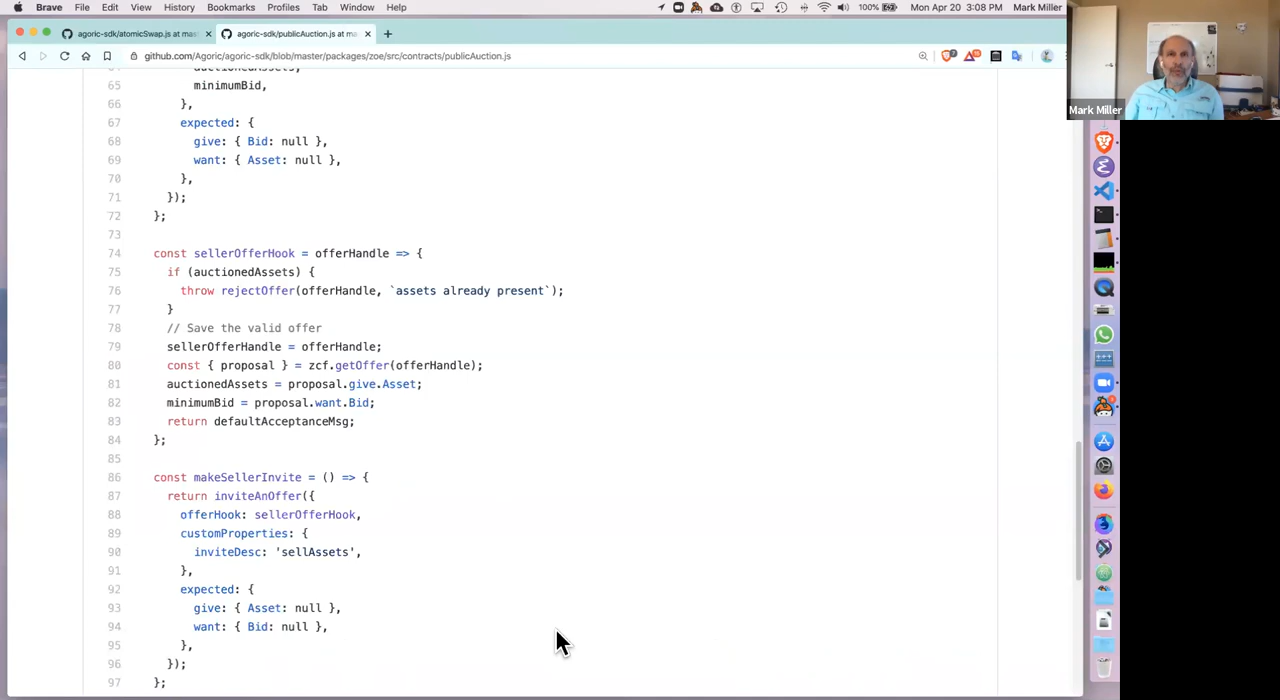 Brave File Edit View History Bookmarks Profiles Tab Window Help 100% Mon Apr 20 3:08 PM Mark Miller
agoric-sdk/atomicSwap.js at mas agoric-sdk/publicAuction.js at ma
github.com/Agoric/agoric-sdk/blob/master/packages/zoe/src/contracts/publicAuction.js
Mark Miller
65 minimumBid,
66 },
67 expected: {
68 give: { Bid: null },
69 want: { Asset: null },
70 },
71 });
72 };
73
74 const sellerOfferHook = offerHandle => {
75 if (auctionedAssets) {
76 throw rejectOffer(offerHandle, `assets already present`);
77 }
78 // Save the valid offer
79 sellerOfferHandle = offerHandle;
80 const { proposal } = zcf.getOffer(offerHandle);
81 auctionedAssets = proposal.give.Asset;
82 minimumBid = proposal.want.Bid;
83 return defaultAcceptanceMsg;
84 };
85
86 const makeSellerInvite = () => {
87 return inviteAnOffer({
88 offerHook: sellerOfferHook,
89 customProperties: {
90 inviteDesc: 'sellAssets',
91 },
92 expected: {
93 give: { Asset: null },
94 want: { Bid: null },
95 },
96 });
97 };